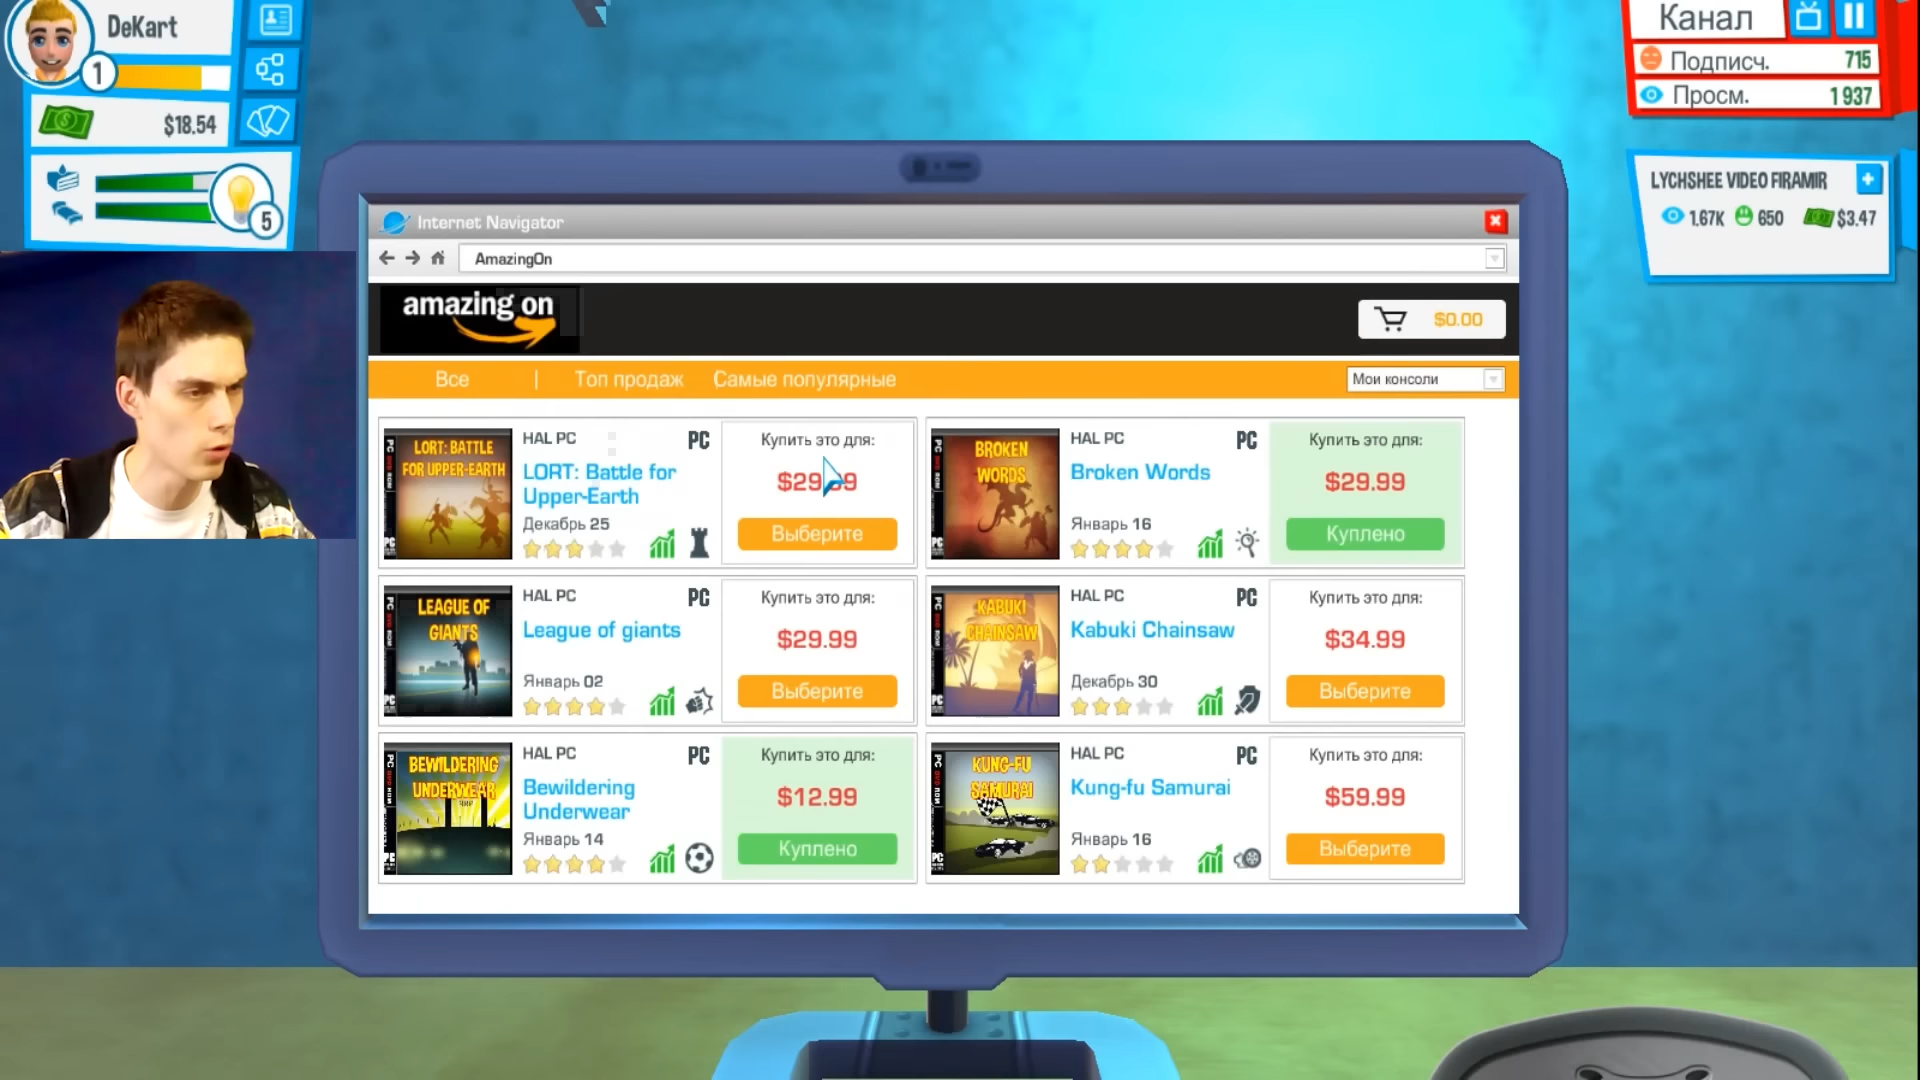 DeKart
1
$18.54
5
Канал
Подписч. 715
Просм. 1 937
LYCHSHEE VIDEO FIRAMIR
1.67K 650 $3.47
Internet Navigator
AmazingOn
amazing on
$0.00
Все | Топ продаж Самые популярные
Мои консоли
LORT: BATTLE
FOR UPPER-EARTH
HAL PC PC
LORT: Battle for
Upper-Earth
Декабрь 25
Купить это для:
Выберите
BROKEN
WORDS
HAL PC PC
Broken Words
Январь 16
Купить это для:
$29.99
Куплено
LEAGUE OF
GIANTS
HAL PC PC
League of giants
Январь 02
Купить это для:
$29.99
Выберите
KABUKI
CHAINSAW
HAL PC PC
Kabuki Chainsaw
Декабрь 30
Купить это для:
$34.99
Выберите
BEWILDERING
UNDERWEAR
HAL PC PC
Bewildering
Underwear
Январь 14
Купить это для:
$12.99
Куплено
KUNG-FU
SAMURAI
HAL PC PC
Kung-fu Samurai
Январь 16
Купить это для:
$59.99
Выберите